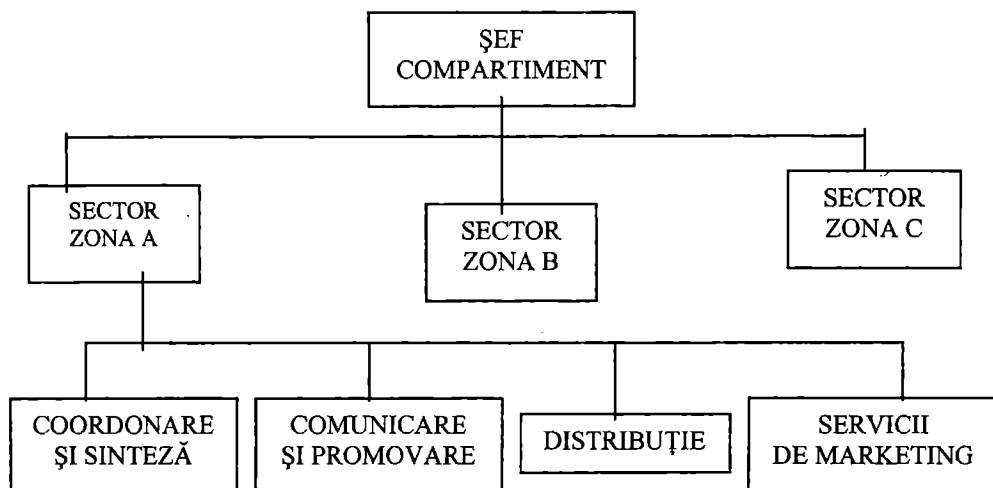 ŞEF
COMPARTIMENT
SECTOR
ZONA A
SECTOR
ZONA B
SECTOR
ZONA C
COORDONARE
ŞI SINTEZĂ
COMUNICARE
ŞI PROMOVARE
DISTRIBUŢIE
SERVICII
DE MARKETING